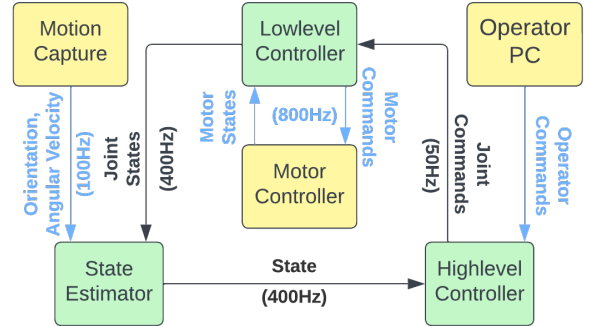 Motion
Capture
Lowlevel
Controller
Operator
PC
Orientation,
Angular Velocity
(100Hz)
Joint
States
(400Hz)
Motor
States
(800Hz)
Motor
Commands
Motor
Controller
Joint
Commands
(50Hz)
Operator
Commands
State
Estimator
State
(400Hz)
Highlevel
Controller